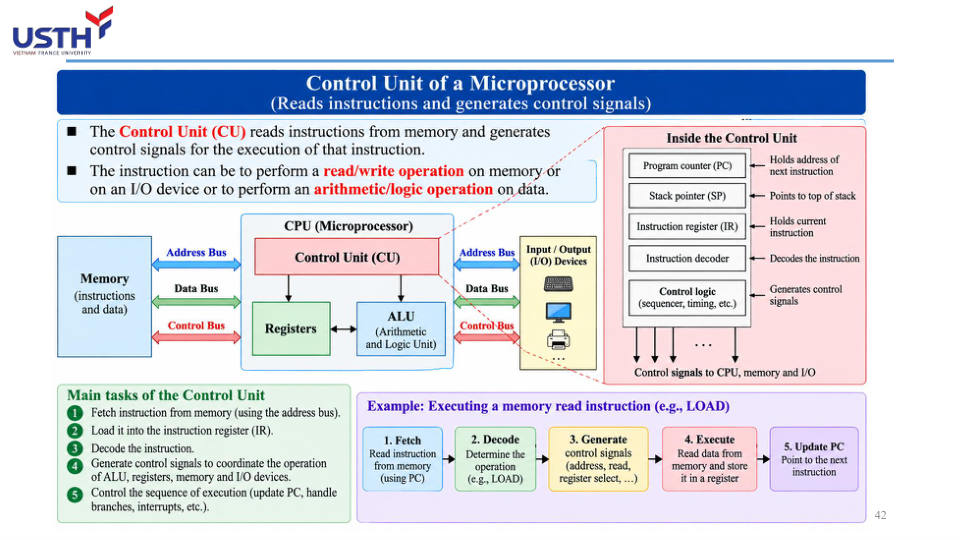 USTH
VIETNAM FRANCE UNIVERSITY
Control Unit of a Microprocessor
(Reads instructions and generates control signals)
■ The Control Unit (CU) reads instructions from memory and generates
control signals for the execution of that instruction.
■ The instruction can be to perform a read/write operation on memory or
on an I/O device or to perform an arithmetic/logic operation on data.
Inside the Control Unit
Program counter (PC)
Holds address of
next instruction
Stack pointer (SP)
Points to top of stack
Instruction register (IR)
Holds current
instruction
Instruction decoder
Decodes the instruction
Control logic
(sequencer, timing, etc.)
Generates control
signals
...
Control signals to CPU, memory and I/O
Memory
(instructions
and data)
Address Bus
Data Bus
Control Bus
CPU (Microprocessor)
Control Unit (CU)
Registers
ALU
(Arithmetic
and Logic Unit)
Address Bus
Data Bus
Control Bus
Input / Output
(I/O) Devices
...
Main tasks of the Control Unit
1 Fetch instruction from memory (using the address bus).
2 Load it into the instruction register (IR).
3 Decode the instruction.
4 Generate control signals to coordinate the operation
of ALU, registers, memory and I/O devices.
5 Control the sequence of execution (update PC, handle
branches, interrupts, etc.).
Example: Executing a memory read instruction (e.g., LOAD)
1. Fetch
Read instruction
from memory
(using PC)
2. Decode
Determine the
operation
(e.g., LOAD)
3. Generate
control signals
(address, read,
register select, ...)
4. Execute
Read data from
memory and store
it in a register
5. Update PC
Point to the next
instruction
42